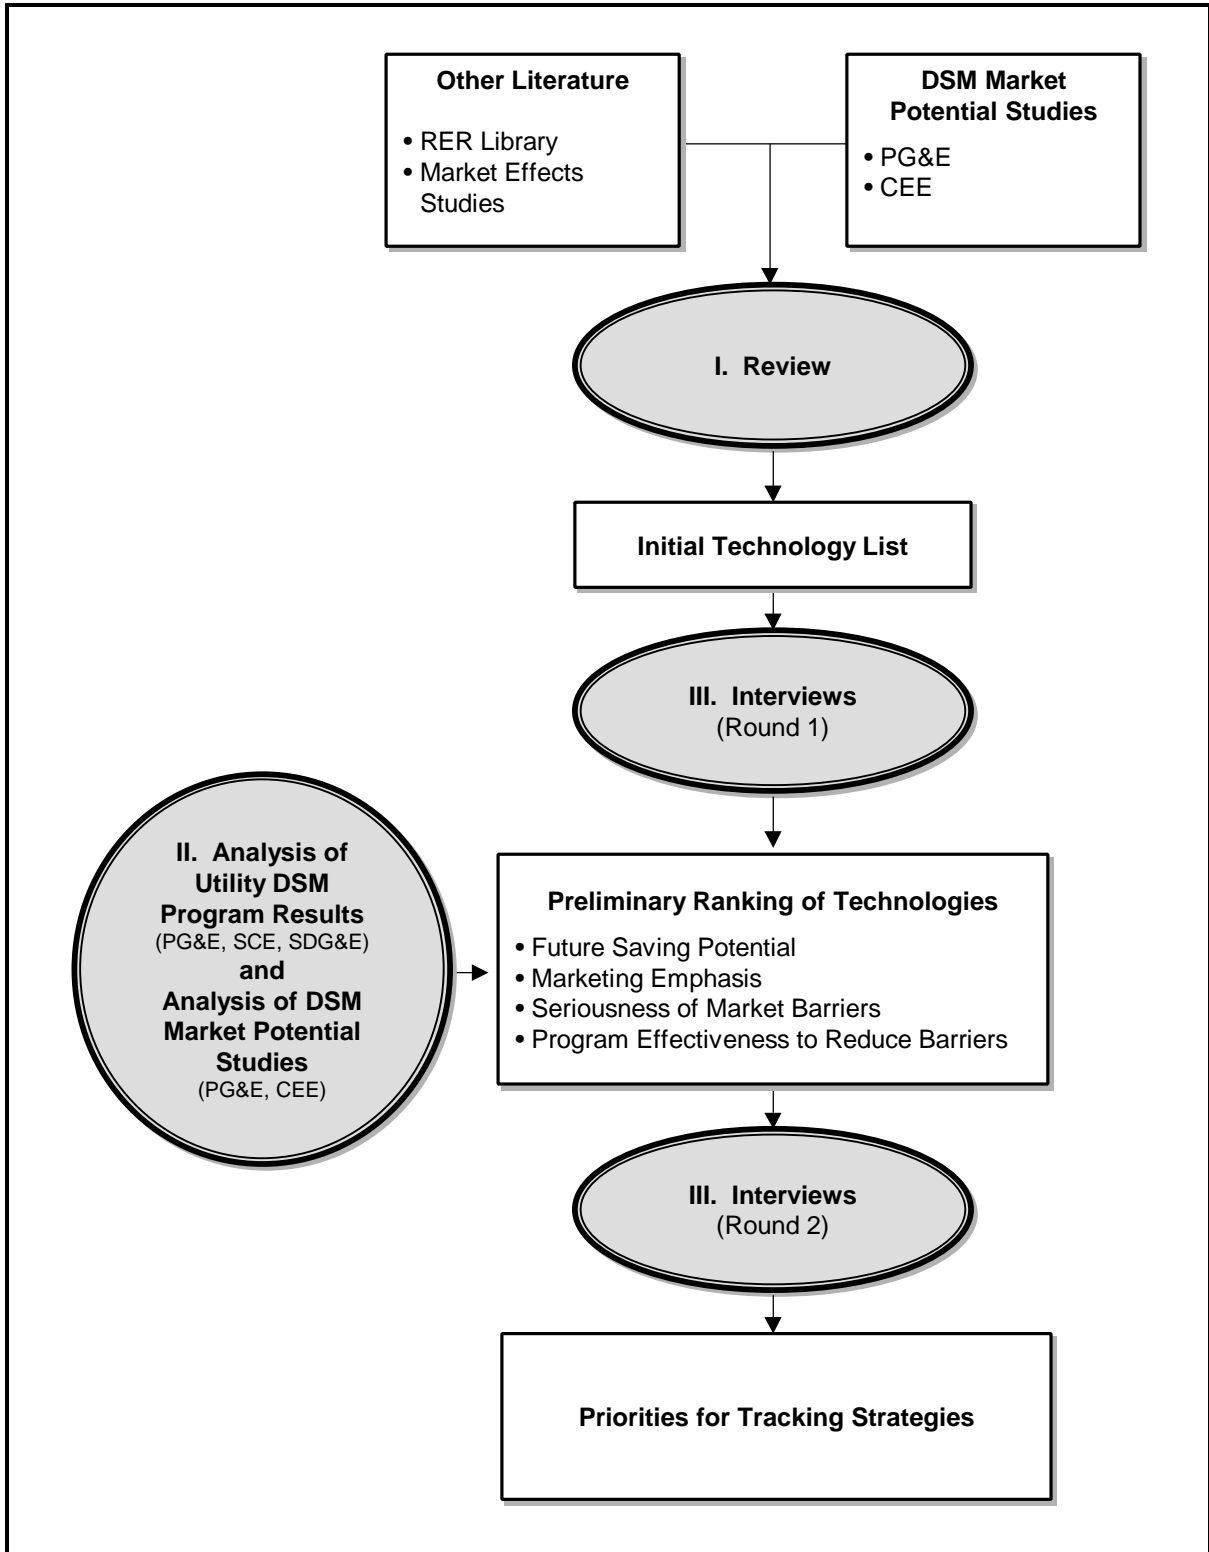 Other Literature
• RER Library
• Market Effects
Studies
DSM Market
Potential Studies
• PG&E
• CEE
I. Review
Initial Technology List
III. Interviews
(Round 1)
II. Analysis of
Utility DSM
Program Results
(PG&E, SCE, SDG&E)
and
Analysis of DSM
Market Potential
Studies
(PG&E, CEE)
Preliminary Ranking of Technologies
• Future Saving Potential
• Marketing Emphasis
• Seriousness of Market Barriers
• Program Effectiveness to Reduce Barriers
III. Interviews
(Round 2)
Priorities for Tracking Strategies